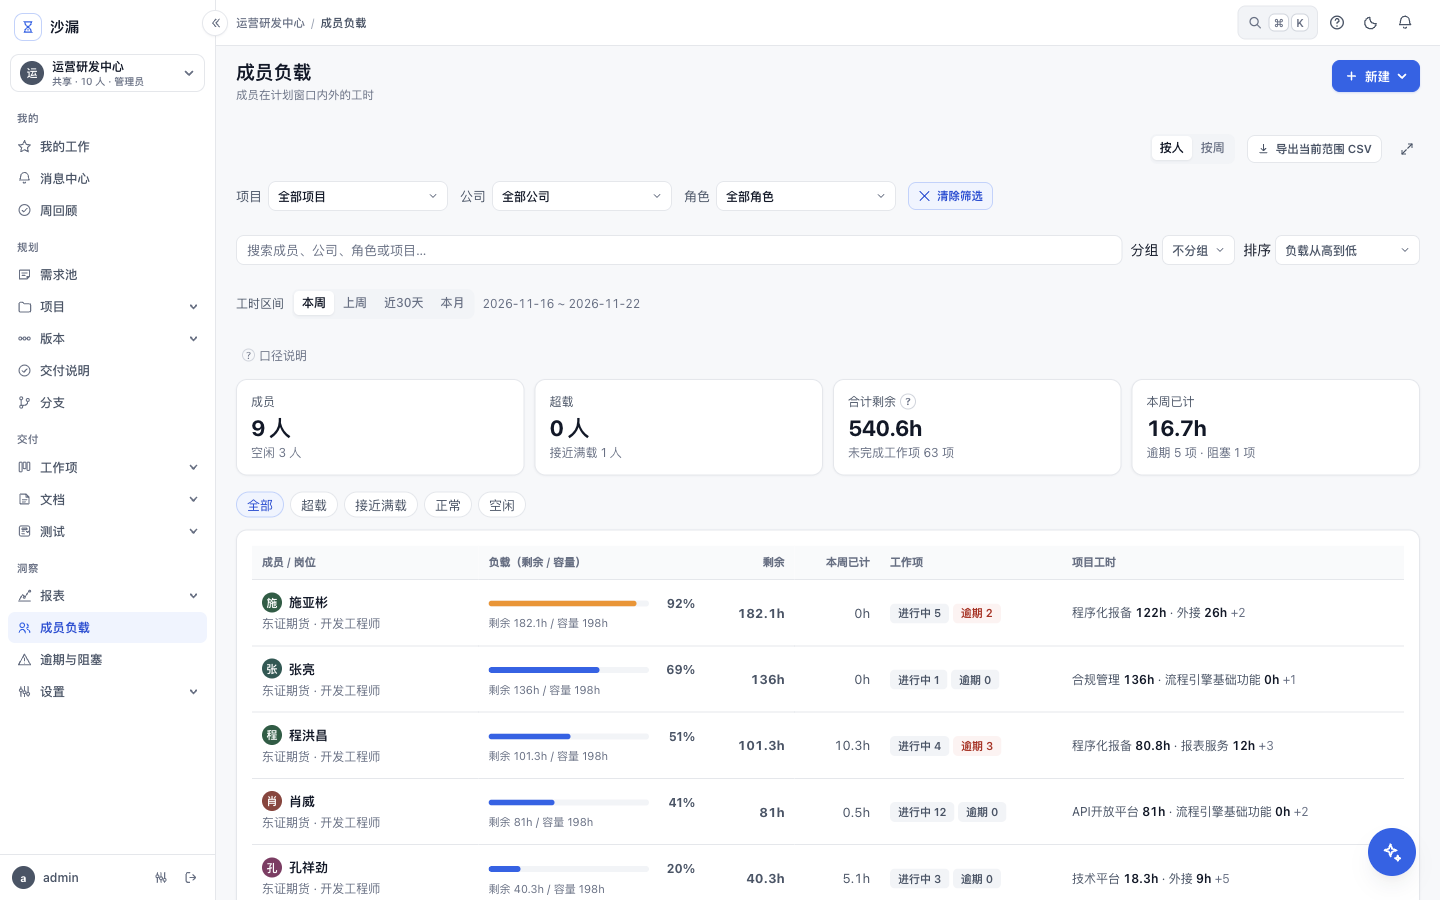 沙漏
运营研发中心 / 成员负载
⌘ K
运
运营研发中心
共享 · 10 人 · 管理员
我的
我的工作
消息中心
周回顾
规划
需求池
项目
版本
交付说明
分支
交付
工作项
文档
测试
洞察
报表
成员负载
逾期与阻塞
设置
a admin
成员负载
成员在计划窗口内外的工时
新建
按人 按周 导出当前范围 CSV
项目 全部项目 公司 全部公司 角色 全部角色 清除筛选
搜索成员、公司、角色或项目... 分组 不分组 排序 负载从高到低
工时区间 本周 上周 近30天 本月 2026-11-16 ~ 2026-11-22
? 口径说明
成员
9 人
空闲 3 人
超载
0 人
接近满载 1 人
合计剩余 ?
540.6h
未完成工作项 63 项
本周已计
16.7h
逾期 5 项 · 阻塞 1 项
全部 超载 接近满载 正常 空闲
成员 / 岗位 负载（剩余 / 容量） 剩余 本周已计 工作项 项目工时
施 施亚彬 92% 182.1h 0h 进行中 5 逾期 2 程序化报备 122h · 外接 26h +2
东证期货 · 开发工程师 剩余 182.1h / 容量 198h
张 张亮 69% 136h 0h 进行中 1 逾期 0 合规管理 136h · 流程引擎基础功能 0h +1
东证期货 · 开发工程师 剩余 136h / 容量 198h
程 程洪昌 51% 101.3h 10.3h 进行中 4 逾期 3 程序化报备 80.8h · 报表服务 12h +3
东证期货 · 开发工程师 剩余 101.3h / 容量 198h
肖 肖威 41% 81h 0.5h 进行中 12 逾期 0 API开放平台 81h · 流程引擎基础功能 0h +2
东证期货 · 开发工程师 剩余 81h / 容量 198h
孔 孔祥劲 20% 40.3h 5.1h 进行中 3 逾期 0 技术平台 18.3h · 外接 9h +5
东证期货 · 开发工程师 剩余 40.3h / 容量 198h